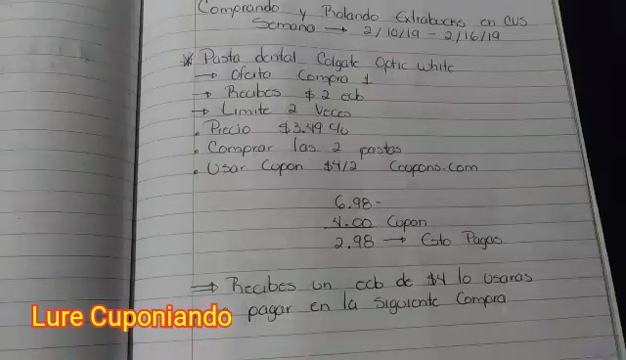 Comprando y Rolando Extrabucks en CVS
Semana → 2/10/19 - 2/16/19
* Pasta dental Colgate Optic White
→ Oferta Compra 1
→ Recibes $2 ecb
→ Limite 2 Veces
. Precio $3.49 c/u
. Comprar las 2 pastas
. Usar Cupon $4/2 Coupons.com
6.98 -
4.00 Cupon
2.98 → Esto Pagas
⇒ Recibes un ecb de $4 lo usaras
pagar en la siguiente Compra
Lure Cuponiando